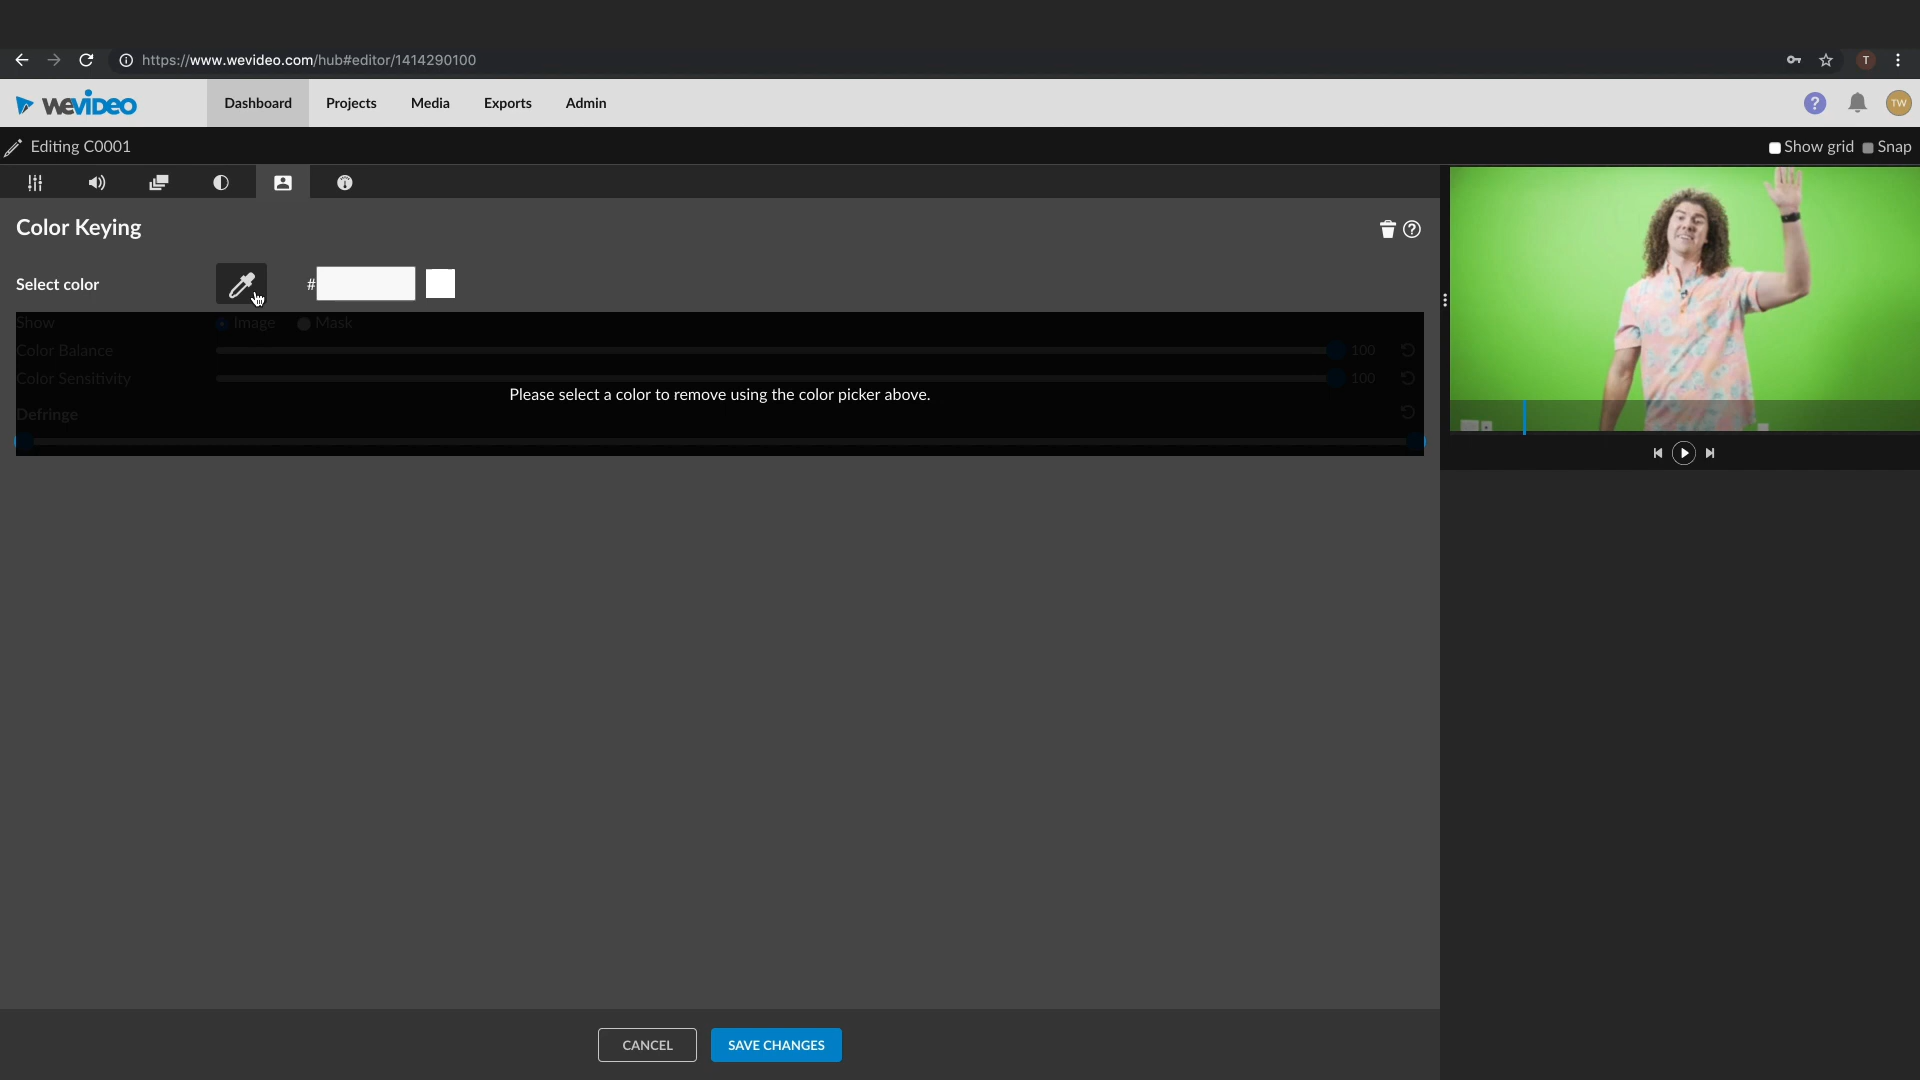 https://www.wevideo.com/hub#editor/1414290100
T
WEVIDEO
Dashboard
Projects
Media
Exports
Admin
?
TW
Editing C0001
Show grid
Snap
Color Keying
?
Select color
#
Show
Image
Mask
Color Balance
100
Color Sensitivity
100
Please select a color to remove using the color picker above.
Defringe
CANCEL
SAVE CHANGES